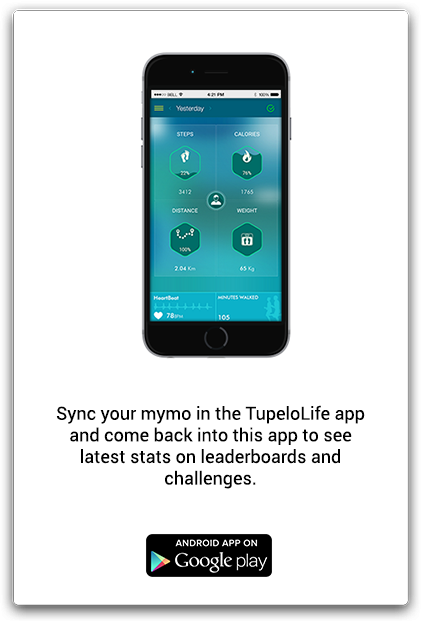 BELL 4:21 PM 100%
Yesterday
STEPS CALORIES
22% 76%
3412 1765
DISTANCE WEIGHT
100%
2.04 Km 65 Kg
HeartBeat MINUTES WALKED
78BPM 105
Sync your mymo in the TupeloLife app
and come back into this app to see
latest stats on leaderboards and
challenges.
ANDROID APP ON
Google play